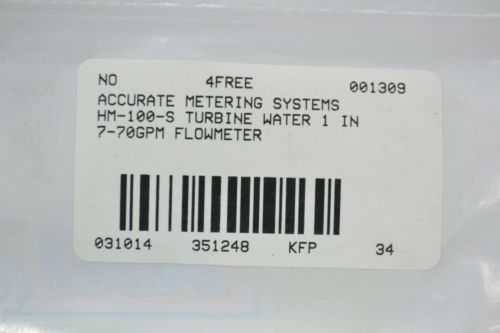 NO 4FREE 001309
ACCURATE METERING SYSTEMS
HM-100-S TURBINE WATER 1 IN
7-70GPM FLOWMETER
031014 351248 KFP 34